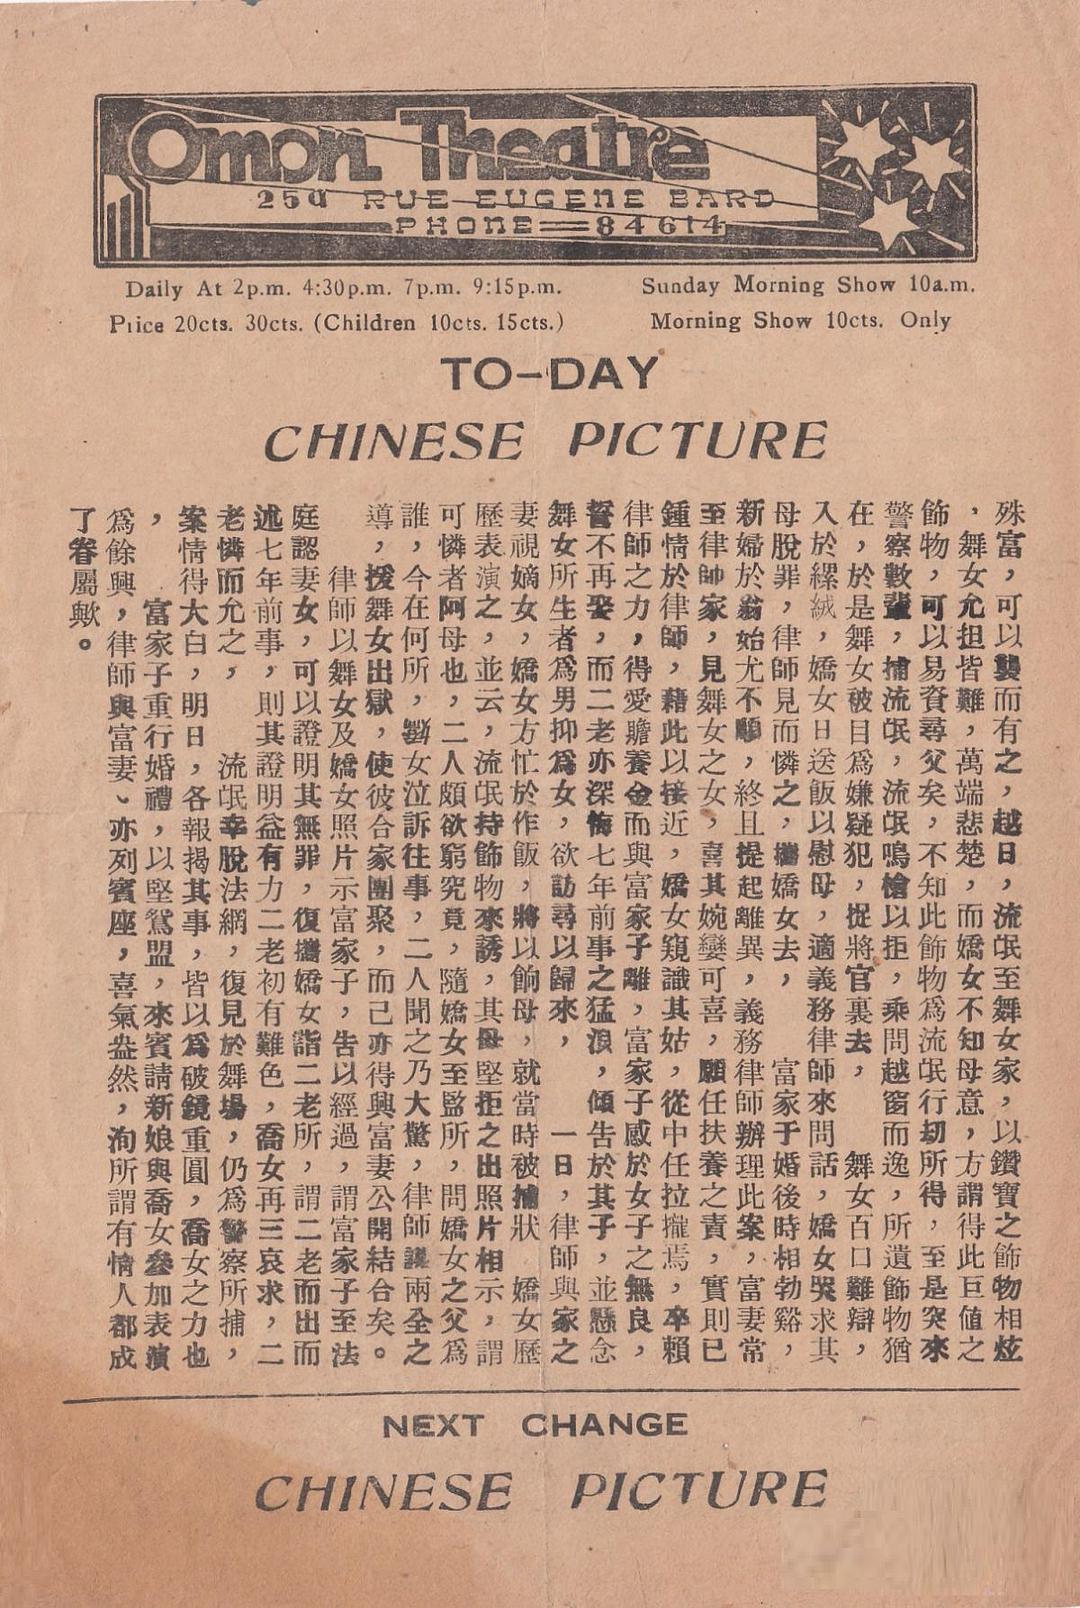 Omon Theatre
25a RUE EUGENE BARD
PHONE=84614
Daily At 2p.m. 4:30p.m. 7p.m. 9:15p.m. Sunday Morning Show 10a.m.
Price 20cts. 30cts. (Children 10cts. 15cts.) Morning Show 10cts. Only
TO-DAY
CHINESE PICTURE
殊富，可以襲而有之，越日，流氓至舞女家，以鑽寶之飾物相炫
，舞女允担皆難，萬端悲楚，而嬌女不知母意，方謂得此巨値之
飾物，可以易資尋父矣，不知此飾物爲流氓行劫所得，至是突來
警察數輩，捕流氓，流氓鳴槍以拒，乘間越窗而逸，所遺飾物猶
在，於是舞女被目爲嫌疑犯，捉將官裏去， 舞女百口難辯，
入於縲絏，嬌女日送飯以慰母，適義務律師來問話，嬌女哭求其
母脫罪，律師見而憐之，攜嬌女去， 富家子婚後時相勃谿，
新婦於翁始尤不願，終且提起離異，義務律師辦理此案，富妻常
至律帥家，見舞女之女，喜其婉孌可喜，願任扶養之責，實則已
鍾情於律師，藉此以接近，嬌女窺識其姑，從中任拉攏焉，卒賴
律師之力，得愛贍養金而與富家子離，富家子感於女子之無良，
誓不再娶，而二老亦深悔七年前事之猛浪，傾告於其子，並懸念
舞女所生者爲男抑爲女，欲訪尋以歸來， 一日，律師與家之
妻視嫡女，嬌女方忙於作飯，將以餉母，就當時被捕狀 嬌女歷
歷表演之，並云，流氓持飾物來誘，其母堅拒之出照片相示，謂
可憐者阿母也，二人頗欲窮究竟，隨嬌女至監所，問嬌女之父爲
誰，今在何所，女泣訴往事，二人聞之乃大驚，律師議兩全之
導，援舞女出獄，使彼合家團聚，而己亦得興富妻公開結合矣。
律師以舞女及嬌女照片示富家子，告以經過，謂富家子至法
庭認妻女，可以證明其無罪，復攜嬌女詣二老所，謂二老而出而
述七年前事，則其證明益有力二老初有難色，喬女再三哀求，二
老憐而允之， 流氓幸脫法網，復見於舞場，仍爲警察所捕，
案情得大白，明日，各報揭其事，皆以爲破鏡重圓，喬女之力也
， 富家子重行婚禮，以堅鴛盟，來賓請新娘與喬女叅加表演
爲餘興，律師與富妻、亦列賓座，喜氣盎然，洵所謂有情人都成
了眷屬歟。
NEXT CHANGE
CHINESE PICTURE